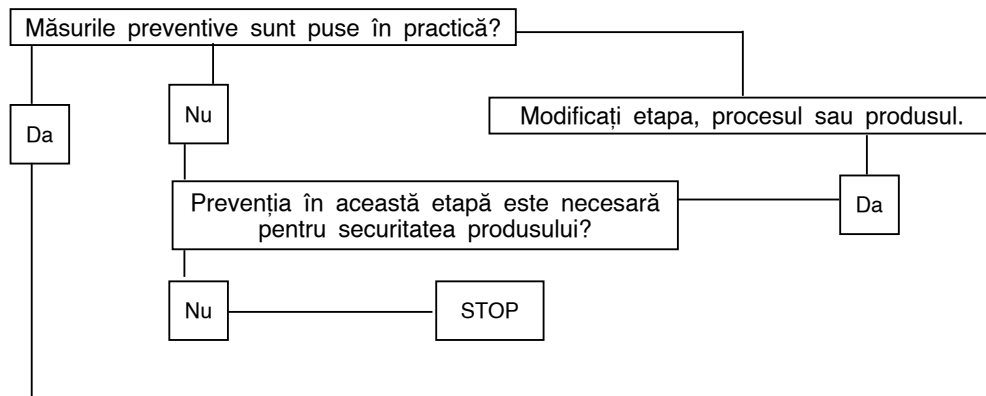 Măsurile preventive sunt puse în practică?
Nu
Da
Modificați etapa, procesul sau produsul.
Prevenția în această etapă este necesară
pentru securitatea produsului?
Da
Nu
STOP